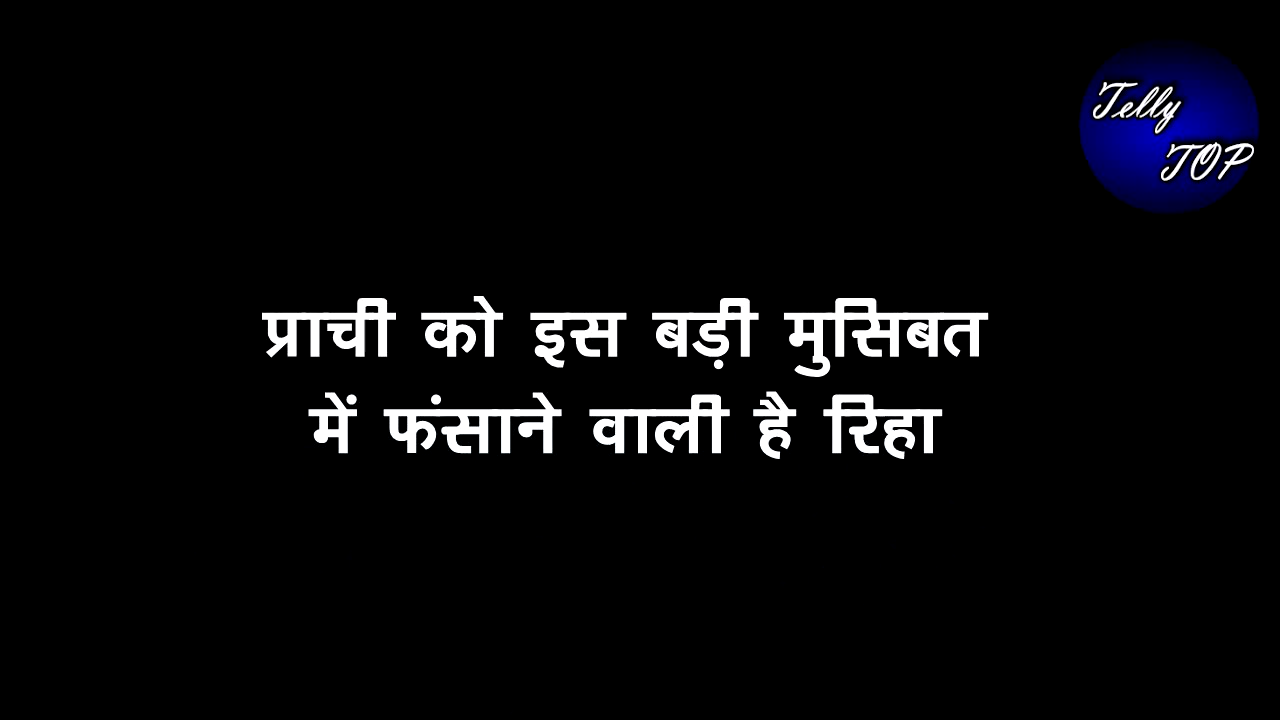 Telly
TOP
प्राची को इस बड़ी मुसिबत
में फंसाने वाली है रिहा